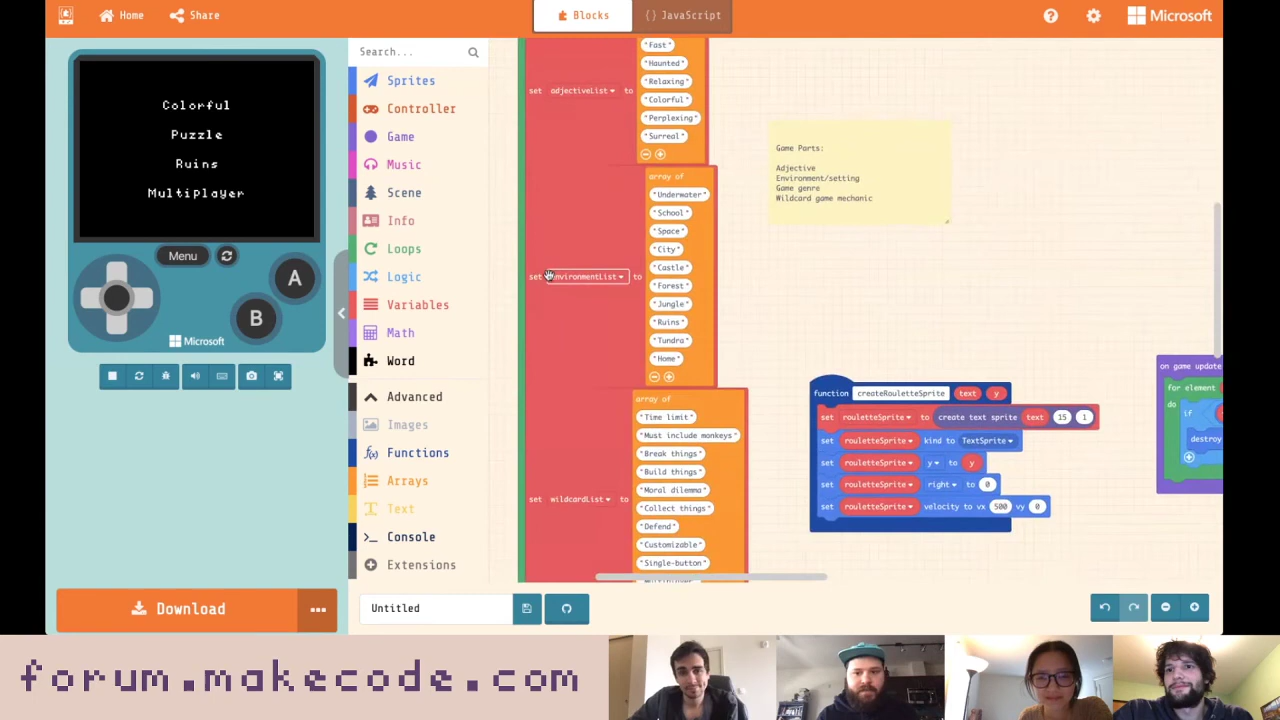 Home
Share
Blocks
{ } JavaScript
Microsoft
Colorful
Puzzle
Ruins
Multiplayer
Menu
A
B
Microsoft
Download
...
Search...
Sprites
Controller
Game
Music
Scene
Info
Loops
Logic
Variables
Math
Word
Advanced
Images
Functions
Arrays
Text
Console
Extensions
Untitled
set adjectiveList to
"Fast"
"Haunted"
"Relaxing"
"Colorful"
"Perplexing"
"Surreal"
set environmentList to
array of
"Underwater"
"School"
"Space"
"City"
"Castle"
"Forest"
"Jungle"
"Ruins"
"Tundra"
"Home"
set wildcardList to
array of
"Time limit"
"Must include monkeys"
"Break things"
"Build things"
"Moral dilemma"
"Collect things"
"Defend"
"Customizable"
"Single-button"
Game Parts:
Adjective
Environment/setting
Game genre
Wildcard game mechanic
function createRouletteSprite text y
set rouletteSprite to create text sprite text 15 1
set rouletteSprite kind to TextSprite
set rouletteSprite y to y
set rouletteSprite right to 0
set rouletteSprite velocity to vx 500 vy 0
on game update
for element
do if
destroy
forum.makecode.com